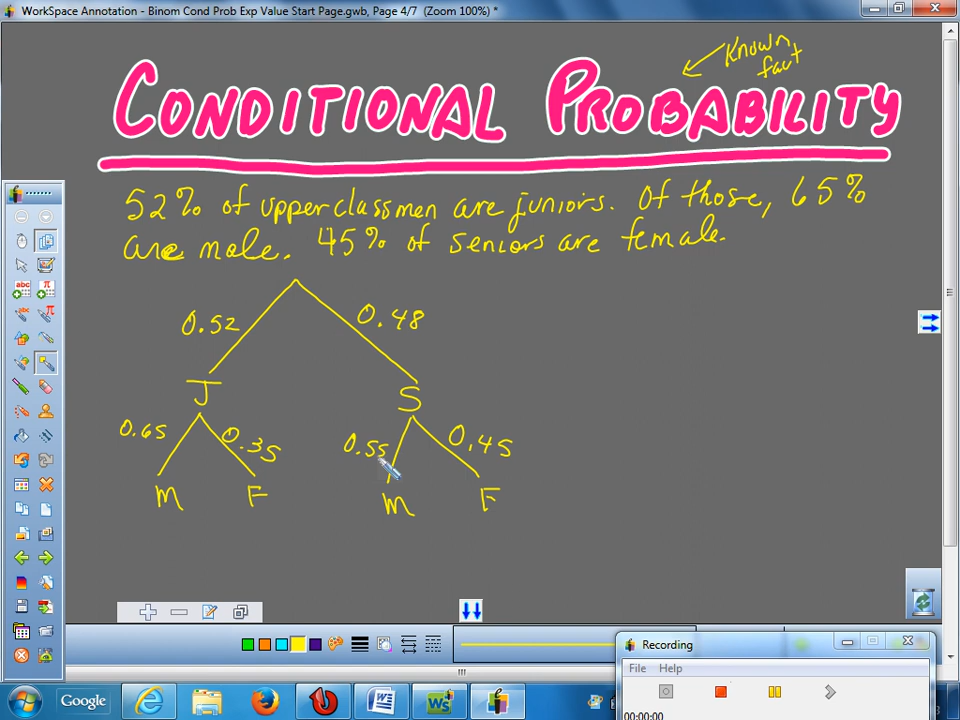 WorkSpace Annotation - Binom Cond Prob Exp Value Start Page.gwb, Page 4/7 (Zoom 100%) *
Known
fact
CONDITIONAL PROBABILITY
52% of upperclassmen are juniors. Of those, 65%
are male. 45% of seniors are female.
0.52 0.48
J S
0.65 0.35 0.55 0.45
M F M F
Recording
File Help
00:00:00
Google